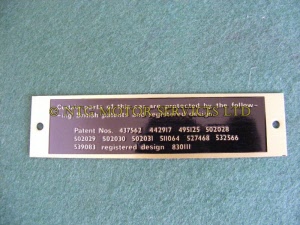 Certain parts of this car are protected by the follow-
ing British patents and registered design
Patent Nos. 437562 442917 495125 502028
502029 502030 502031 511064 527468 532566
539083 registered design 830111